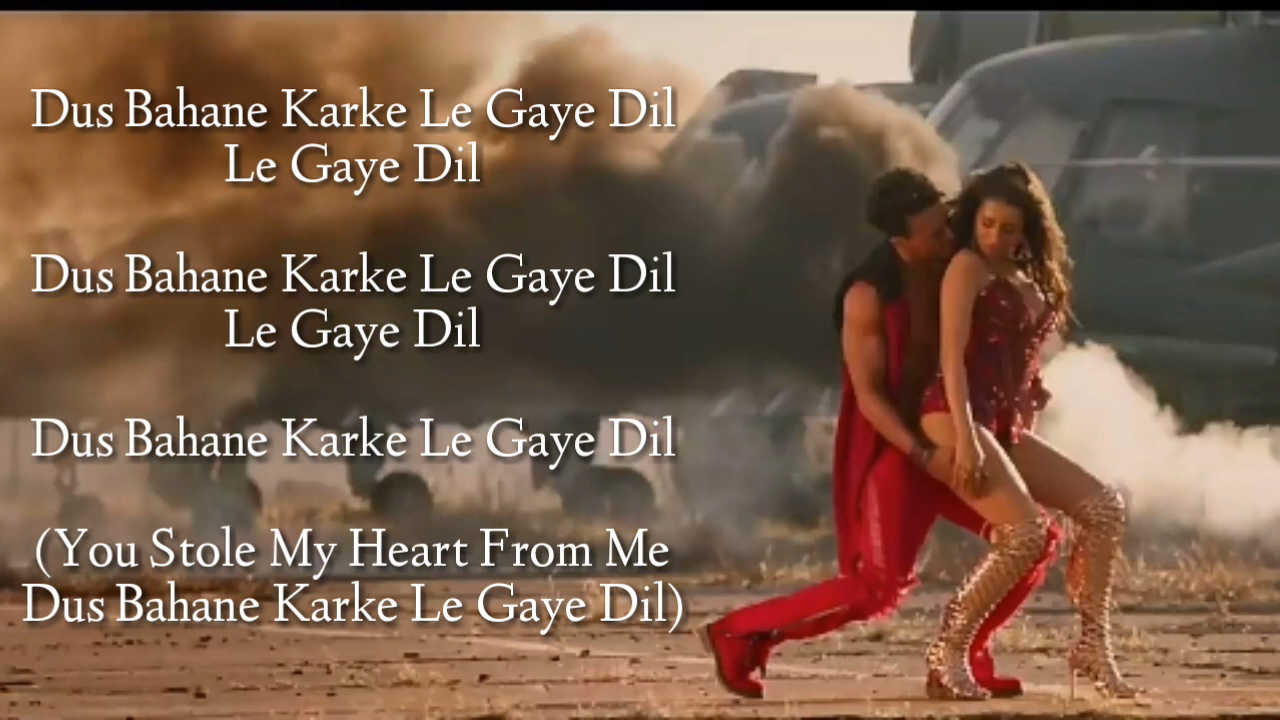 Dus Bahane Karke Le Gaye Dil
Le Gaye Dil
Dus Bahane Karke Le Gaye Dil
Le Gaye Dil
Dus Bahane Karke Le Gaye Dil
(You Stole My Heart From Me
Dus Bahane Karke Le Gaye Dil)